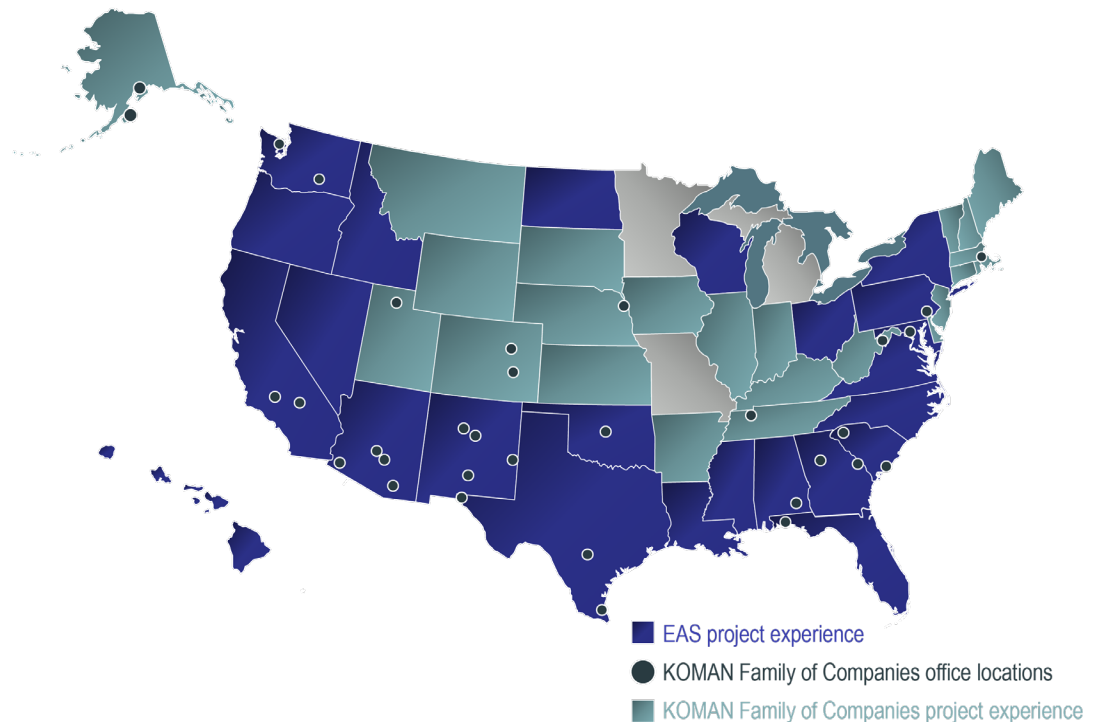 EAS project experience
KOMAN Family of Companies office locations
KOMAN Family of Companies project experience